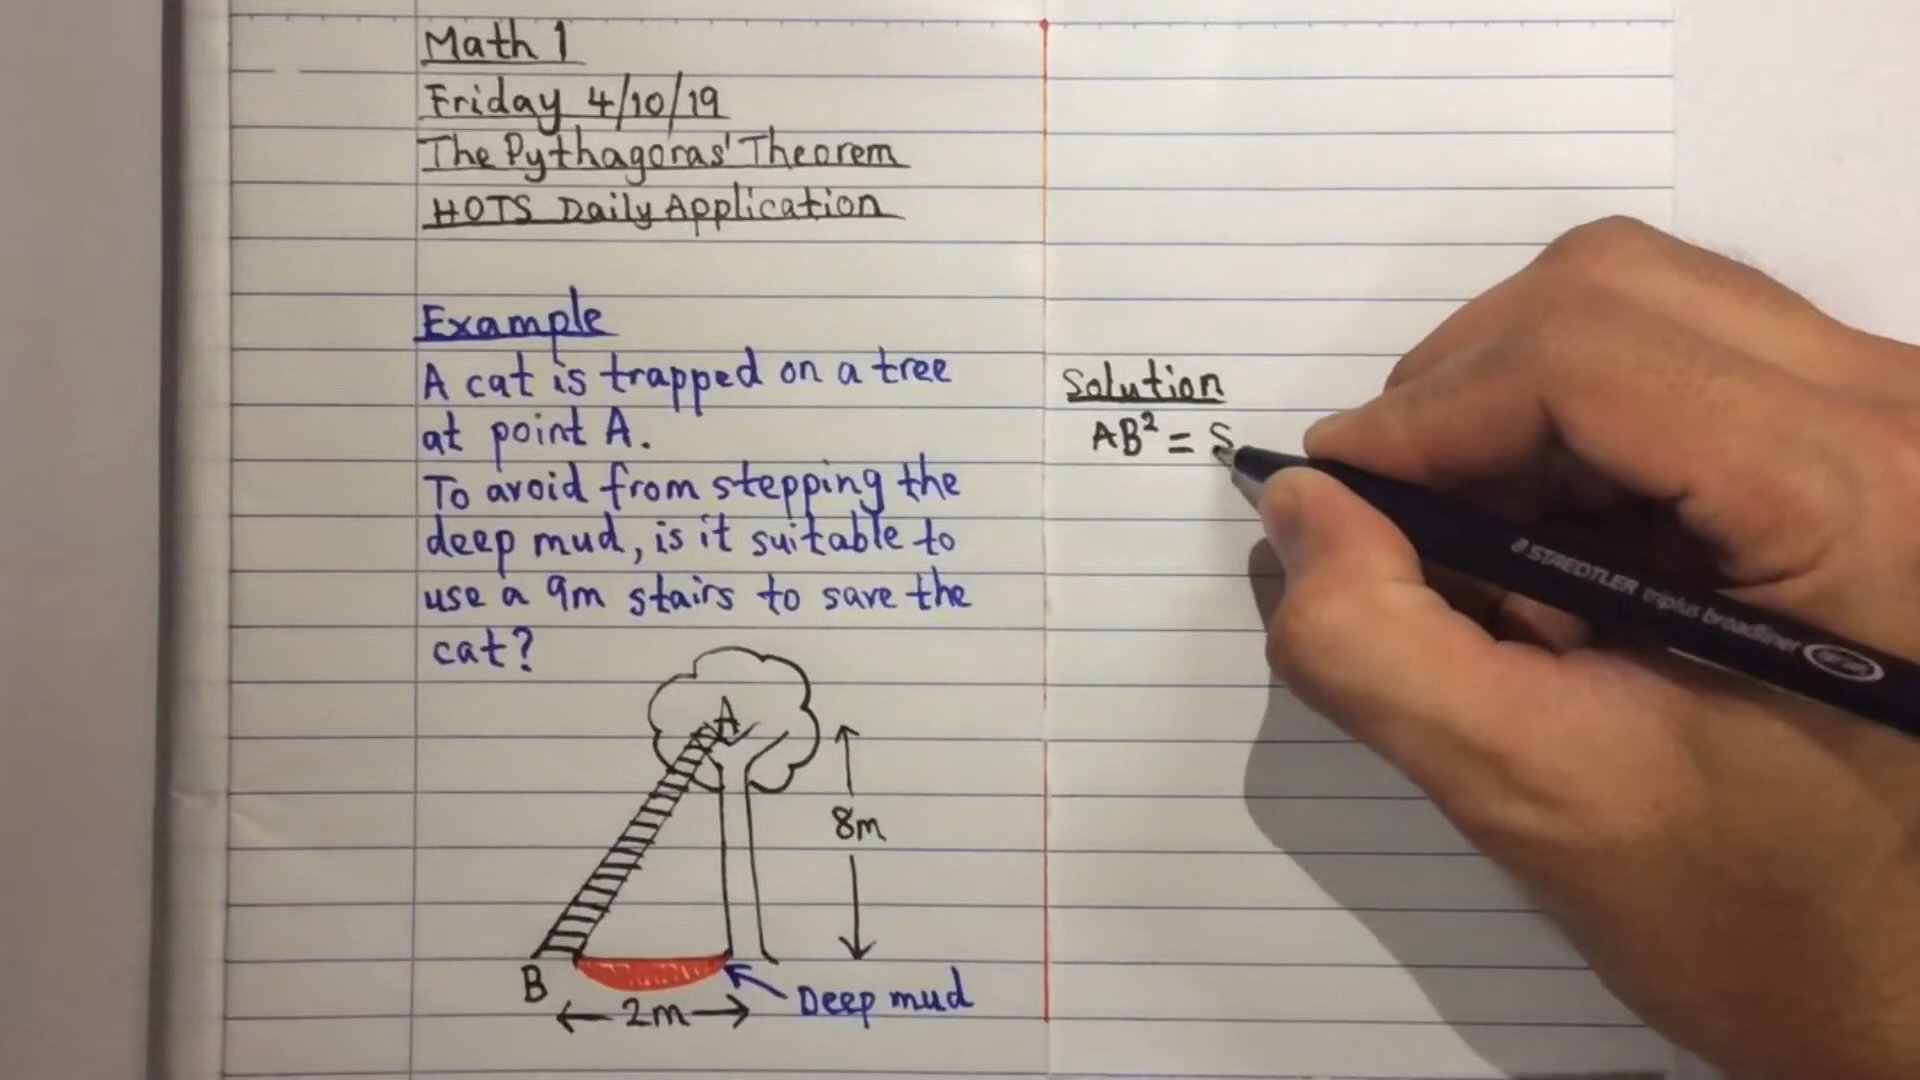 Math 1
Friday 4/10/19
The Pythagoras' Theorem
HOTS Daily Application
Example
A cat is trapped on a tree
at point A.
To avoid from stepping the
deep mud, is it suitable to
use a 9m stairs to save the
cat?
A
8m
B
2m
Deep mud
Solution
AB² = 8
STAEDTLER triplus broadliner